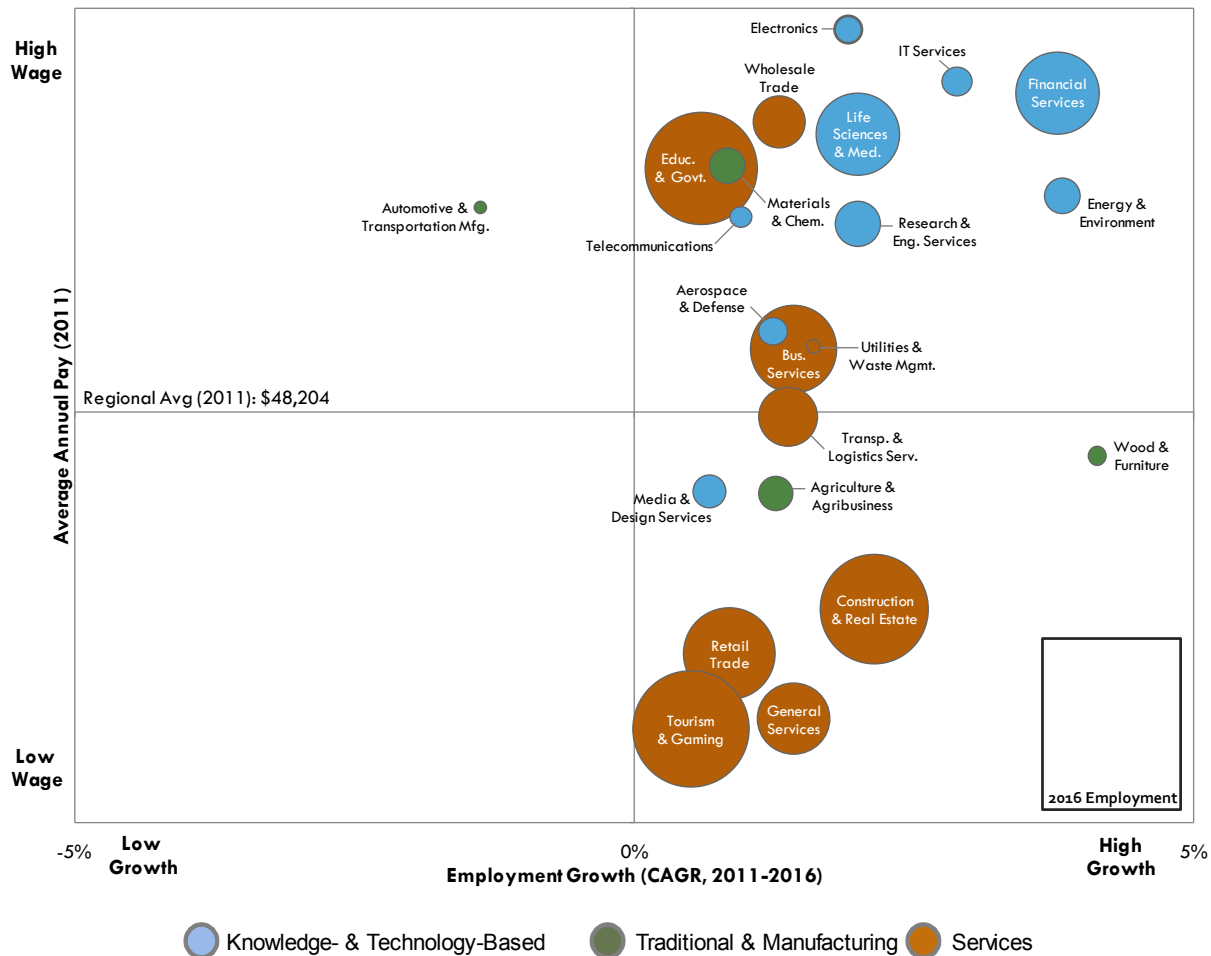 High
Wage
Electronics
IT Services
Wholesale
Trade
Financial
Services
Life
Sciences
& Med.
Educ.
& Govt.
Materials
& Chem.
Automotive &
Transportation Mfg.
Telecommunications
Research &
Eng. Services
Energy &
Environment
Aerospace
& Defense
Bus.
Services
Utilities &
Waste Mgmt.
Average Annual Pay (2011)
Regional Avg (2011): $48,204
Transp. &
Logistics Serv.
Wood &
Furniture
Media &
Design Services
Agriculture &
Agribusiness
Construction
& Real Estate
Retail
Trade
Tourism
& Gaming
General
Services
Low
Wage
2016 Employment
-5%
Low
Growth
0%
High
Growth
5%
Employment Growth (CAGR, 2011-2016)
Knowledge- & Technology-Based
Traditional & Manufacturing
Services